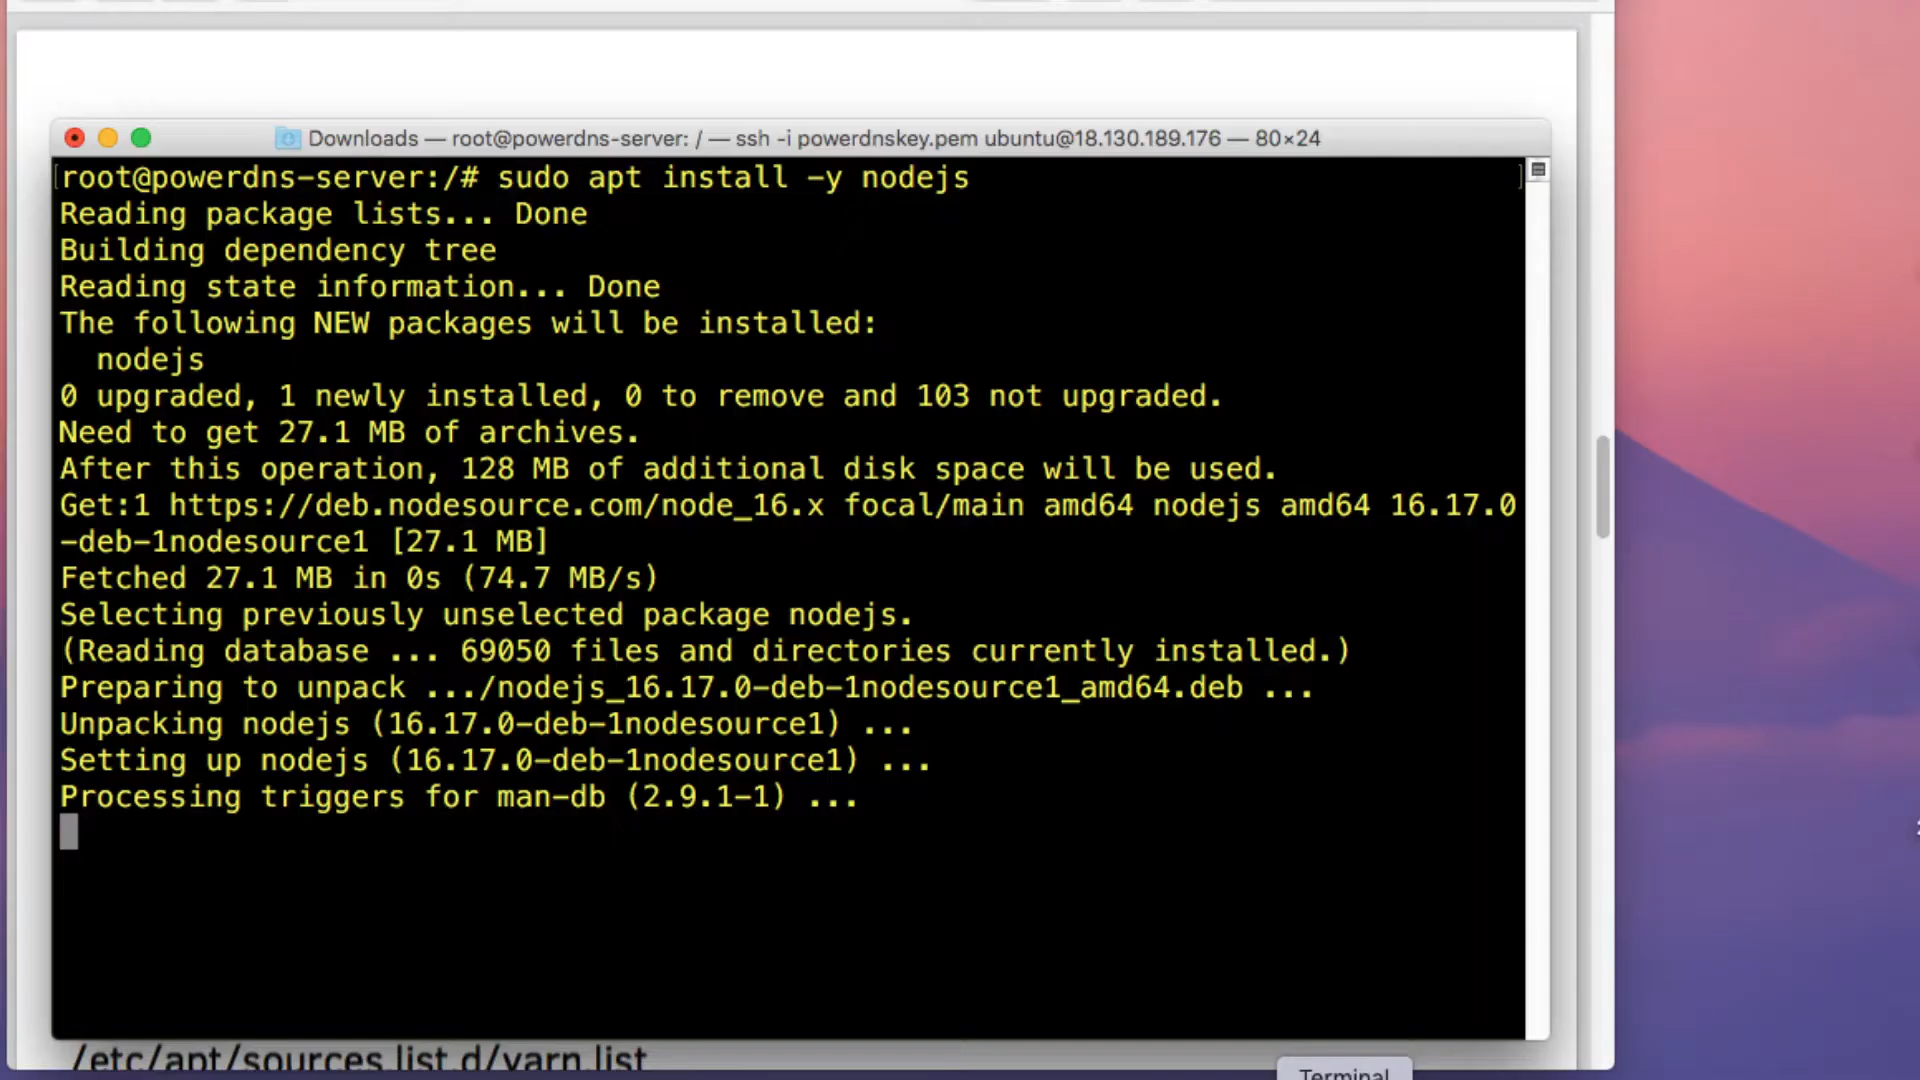 Downloads — root@powerdns-server: / — ssh -i powerdnskey.pem ubuntu@18.130.189.176 — 80×24
[root@powerdns-server:/# sudo apt install -y nodejs ]
Reading package lists... Done
Building dependency tree
Reading state information... Done
The following NEW packages will be installed:
nodejs
0 upgraded, 1 newly installed, 0 to remove and 103 not upgraded.
Need to get 27.1 MB of archives.
After this operation, 128 MB of additional disk space will be used.
Get:1 https://deb.nodesource.com/node_16.x focal/main amd64 nodejs amd64 16.17.0
-deb-1nodesource1 [27.1 MB]
Fetched 27.1 MB in 0s (74.7 MB/s)
Selecting previously unselected package nodejs.
(Reading database ... 69050 files and directories currently installed.)
Preparing to unpack .../nodejs_16.17.0-deb-1nodesource1_amd64.deb ...
Unpacking nodejs (16.17.0-deb-1nodesource1) ...
Setting up nodejs (16.17.0-deb-1nodesource1) ...
Processing triggers for man-db (2.9.1-1) ...
/etc/apt/sources.list.d/yarn.list
Terminal